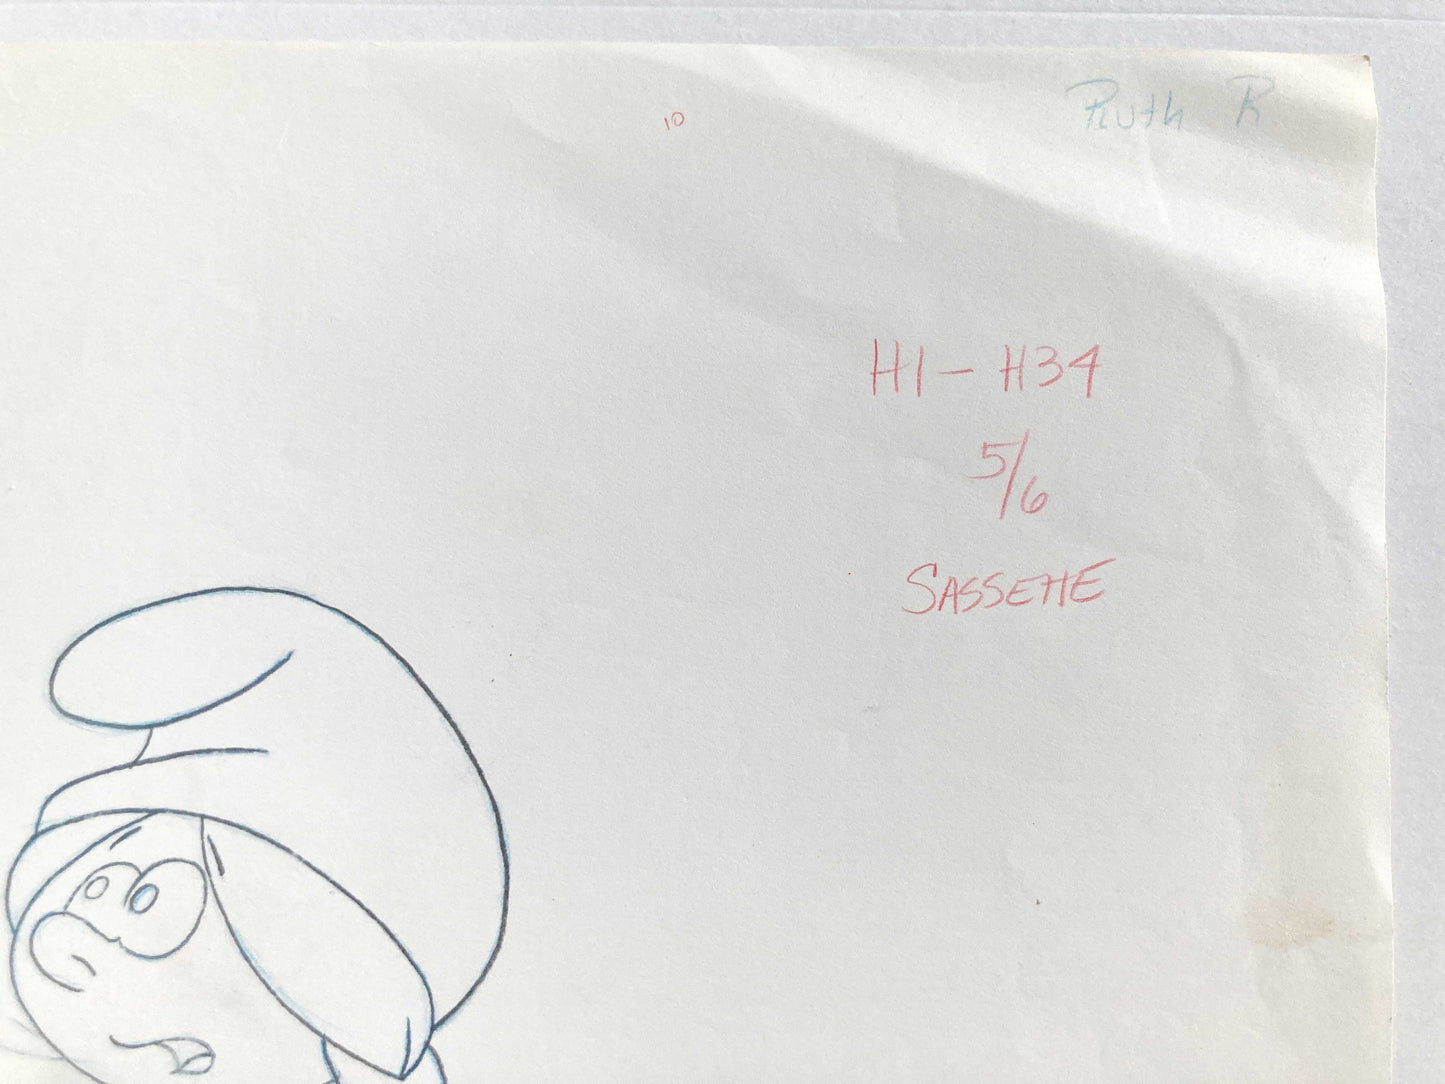 Ruth R
10
H1 - H34
5/6
SASSETTE